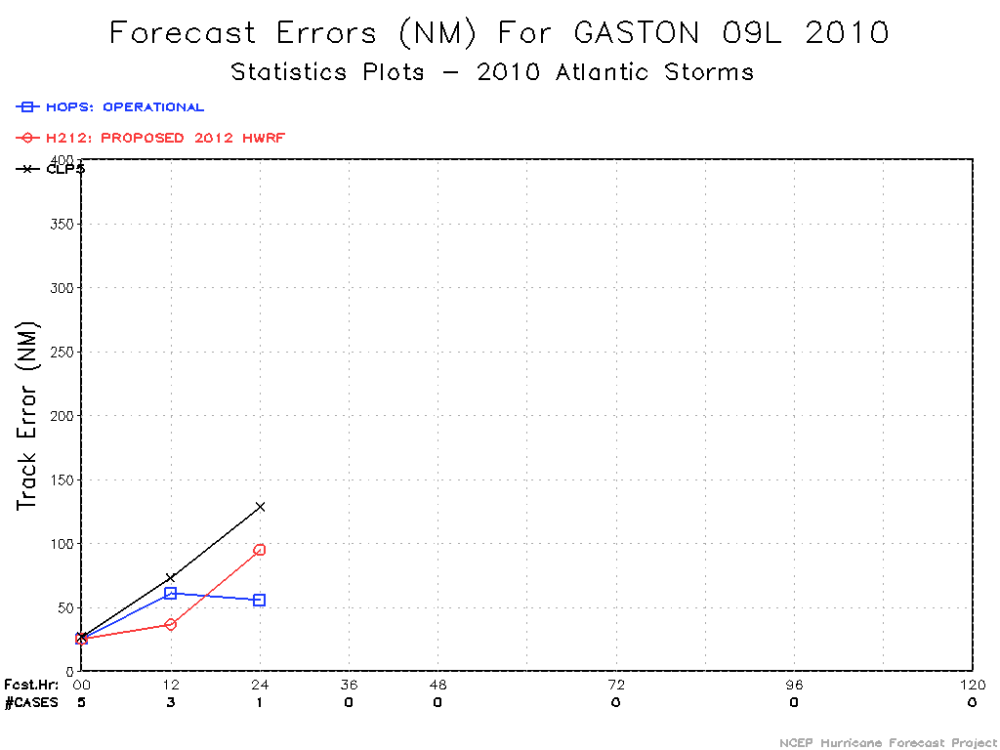 Forecast Errors (NM) For GASTON 09L 2010
Statistics Plots - 2010 Atlantic Storms
HOPS: OPERATIONAL
H212: PROPOSED 2012 HWRF
CLP5
400
350
300
250
200
150
100
50
0
Track Error (NM)
Fcst.Hr: 00 12 24 36 48 72 96 120
#CASES 5 3 1 0 0 0 0 0
NCEP Hurricane Forecast Project